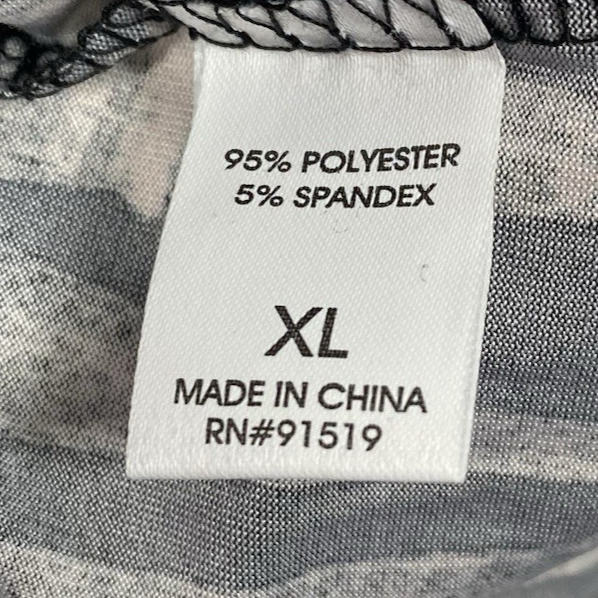 95% POLYESTER
5% SPANDEX
XL
MADE IN CHINA
RN#91519